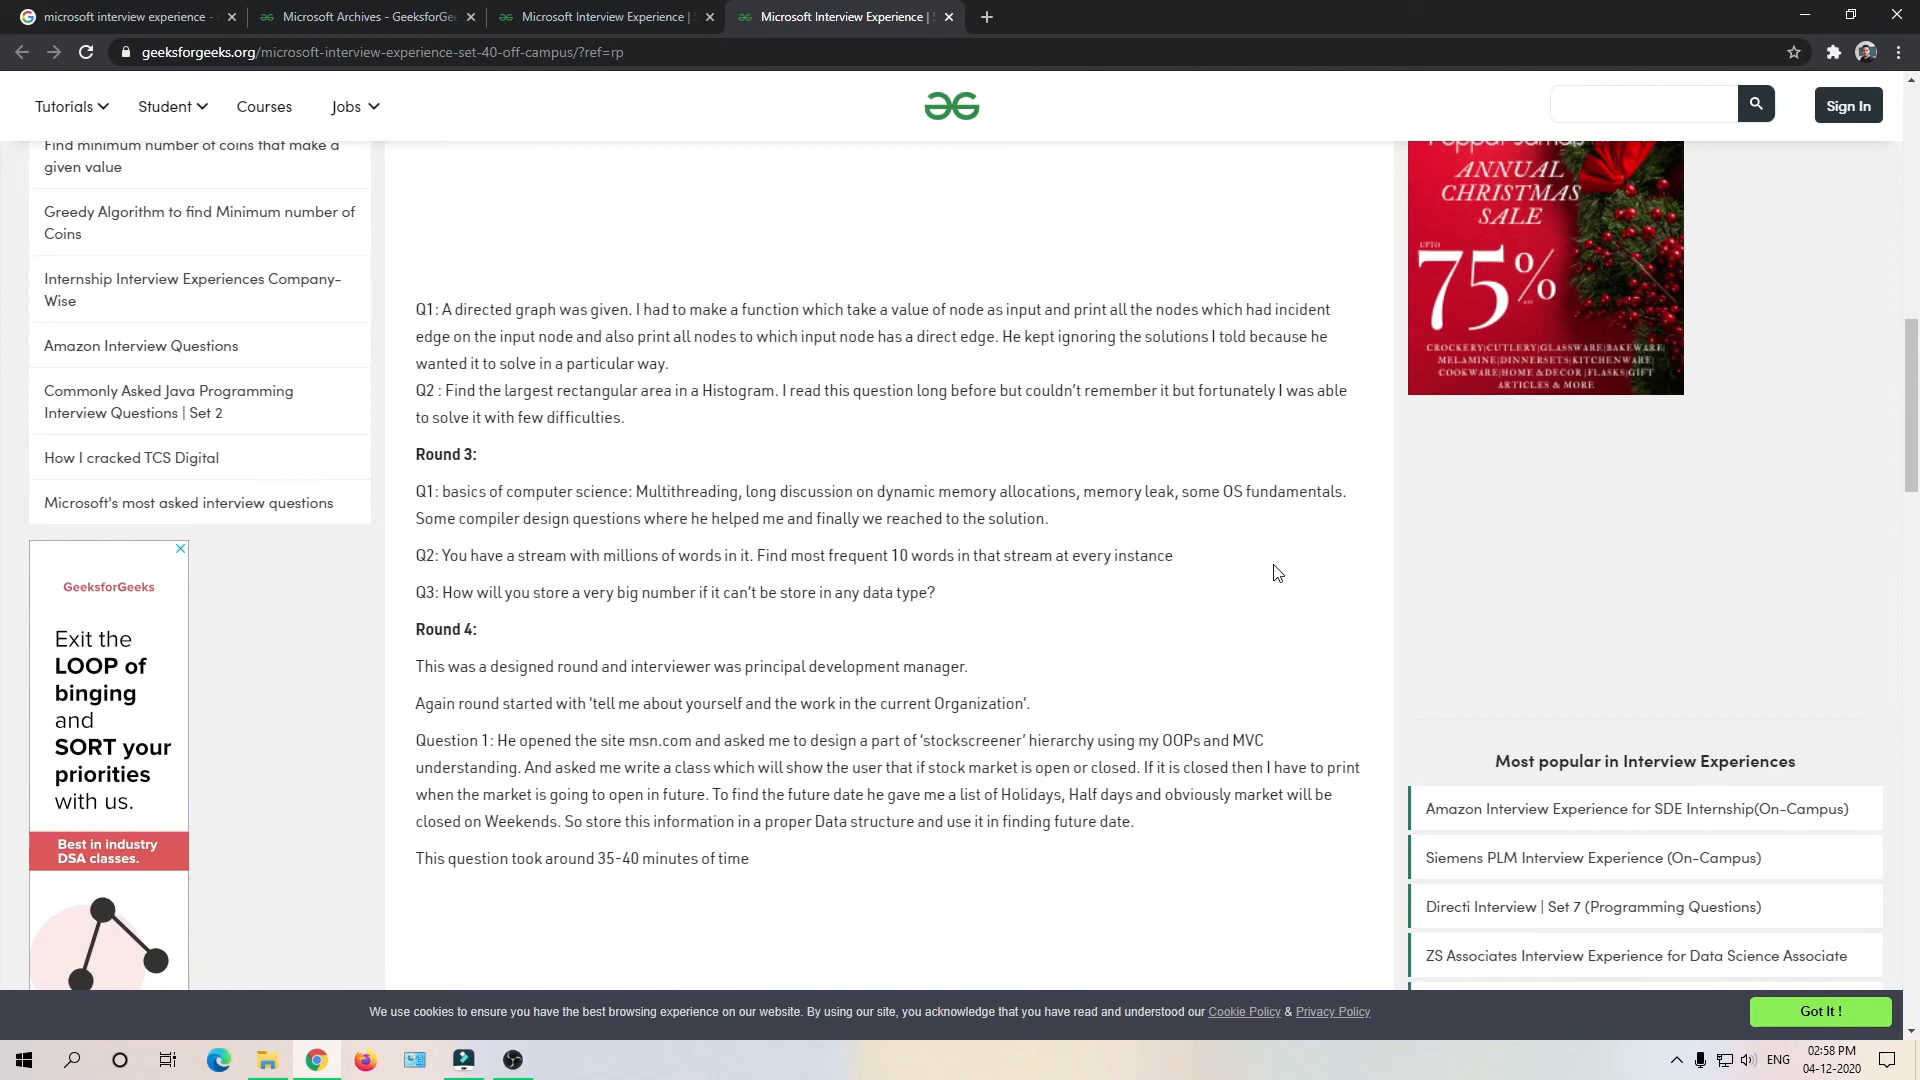 microsoft interview experience -
Microsoft Archives - GeeksforGee
Microsoft Interview Experience |
Microsoft Interview Experience |
geeksforgeeks.org/microsoft-interview-experience-set-40-off-campus/?ref=rp
Tutorials
Student
Courses
Jobs
Sign In
Find minimum number of coins that make a
given value
Greedy Algorithm to find Minimum number of
Coins
Internship Interview Experiences Company-
Wise
Amazon Interview Questions
Commonly Asked Java Programming
Interview Questions | Set 2
How I cracked TCS Digital
Microsoft's most asked interview questions
GeeksforGeeks
Exit the
LOOP of
binging
and
SORT your
priorities
with us.
Best in industry
DSA classes.
Q1: A directed graph was given. I had to make a function which take a value of node as input and print all the nodes which had incident
edge on the input node and also print all nodes to which input node has a direct edge. He kept ignoring the solutions I told because he
wanted it to solve in a particular way.
Q2 : Find the largest rectangular area in a Histogram. I read this question long before but couldn't remember it but fortunately I was able
to solve it with few difficulties.
Round 3:
Q1: basics of computer science: Multithreading, long discussion on dynamic memory allocations, memory leak, some OS fundamentals.
Some compiler design questions where he helped me and finally we reached to the solution.
Q2: You have a stream with millions of words in it. Find most frequent 10 words in that stream at every instance
Q3: How will you store a very big number if it can't be store in any data type?
Round 4:
This was a designed round and interviewer was principal development manager.
Again round started with 'tell me about yourself and the work in the current Organization'.
Question 1: He opened the site msn.com and asked me to design a part of 'stockscreener' hierarchy using my OOPs and MVC
understanding. And asked me write a class which will show the user that if stock market is open or closed. If it is closed then I have to print
when the market is going to open in future. To find the future date he gave me a list of Holidays, Half days and obviously market will be
closed on Weekends. So store this information in a proper Data structure and use it in finding future date.
This question took around 35-40 minutes of time
ANNUAL
CHRISTMAS
SALE
UPTO
75%
CROCKERY|CUTLERY|GLASSWARE|BAKEWARE|
MELAMINE|DINNERSETS|KITCHENWARE|
COOKWARE|HOME & DECOR |FLASKS|GIFT
ARTICLES & MORE
Most popular in Interview Experiences
Amazon Interview Experience for SDE Internship(On-Campus)
Siemens PLM Interview Experience (On-Campus)
Directi Interview | Set 7 (Programming Questions)
ZS Associates Interview Experience for Data Science Associate
We use cookies to ensure you have the best browsing experience on our website. By using our site, you acknowledge that you have read and understood our Cookie Policy & Privacy Policy
Got It !
ENG
02:58 PM
04-12-2020